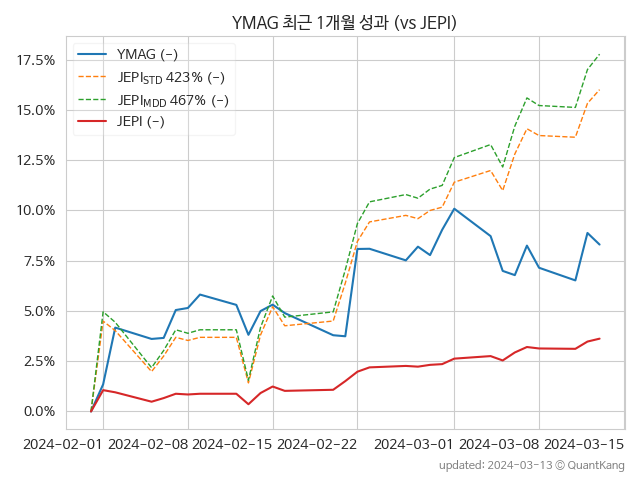 YMAG 최근 1개월 성과 (vs JEPI)
YMAG (-)
JEPI_STD 423% (-)
JEPI_MDD 467% (-)
JEPI (-)
17.5%
15.0%
12.5%
10.0%
7.5%
5.0%
2.5%
0.0%
2024-02-01 2024-02-08 2024-02-15 2024-02-22 2024-03-01 2024-03-08 2024-03-15
updated: 2024-03-13 © QuantKang